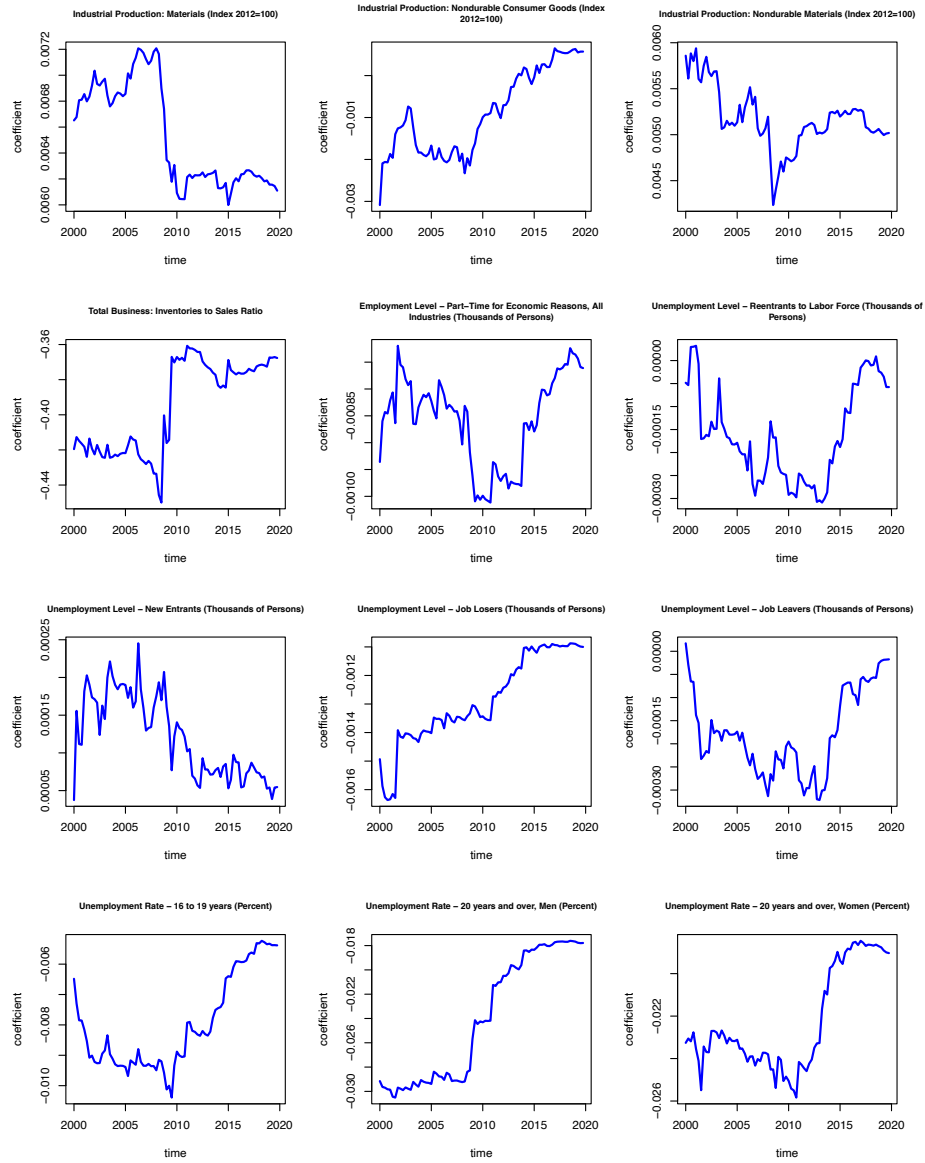 Industrial Production: Materials (Index 2012=100)
coefficient
0.0060 0.0064 0.0068 0.0072
2000 2005 2010 2015 2020
time
Industrial Production: Nondurable Consumer Goods (Index
2012=100)
coefficient
−0.003 −0.001
2000 2005 2010 2015 2020
time
Industrial Production: Nondurable Materials (Index 2012=100)
coefficient
0.0045 0.0050 0.0055 0.0060
2000 2005 2010 2015 2020
time
Total Business: Inventories to Sales Ratio
coefficient
−0.44 −0.40 −0.36
2000 2005 2010 2015 2020
time
Employment Level − Part−Time for Economic Reasons, All
Industries (Thousands of Persons)
coefficient
−0.00100 −0.00085
2000 2005 2010 2015 2020
time
Unemployment Level − Reentrants to Labor Force (Thousands of
Persons)
coefficient
−0.00030 −0.00015 0.00000
2000 2005 2010 2015 2020
time
Unemployment Level − New Entrants (Thousands of Persons)
coefficient
0.00005 0.00015 0.00025
2000 2005 2010 2015 2020
time
Unemployment Level − Job Losers (Thousands of Persons)
coefficient
−0.0016 −0.0014 −0.0012
2000 2005 2010 2015 2020
time
Unemployment Level − Job Leavers (Thousands of Persons)
coefficient
−0.00030 −0.00015 0.00000
2000 2005 2010 2015 2020
time
Unemployment Rate − 16 to 19 years (Percent)
coefficient
−0.010 −0.008 −0.006
2000 2005 2010 2015 2020
time
Unemployment Rate − 20 years and over, Men (Percent)
coefficient
−0.030 −0.026 −0.022 −0.018
2000 2005 2010 2015 2020
time
Unemployment Rate − 20 years and over, Women (Percent)
coefficient
−0.026 −0.022
2000 2005 2010 2015 2020
time